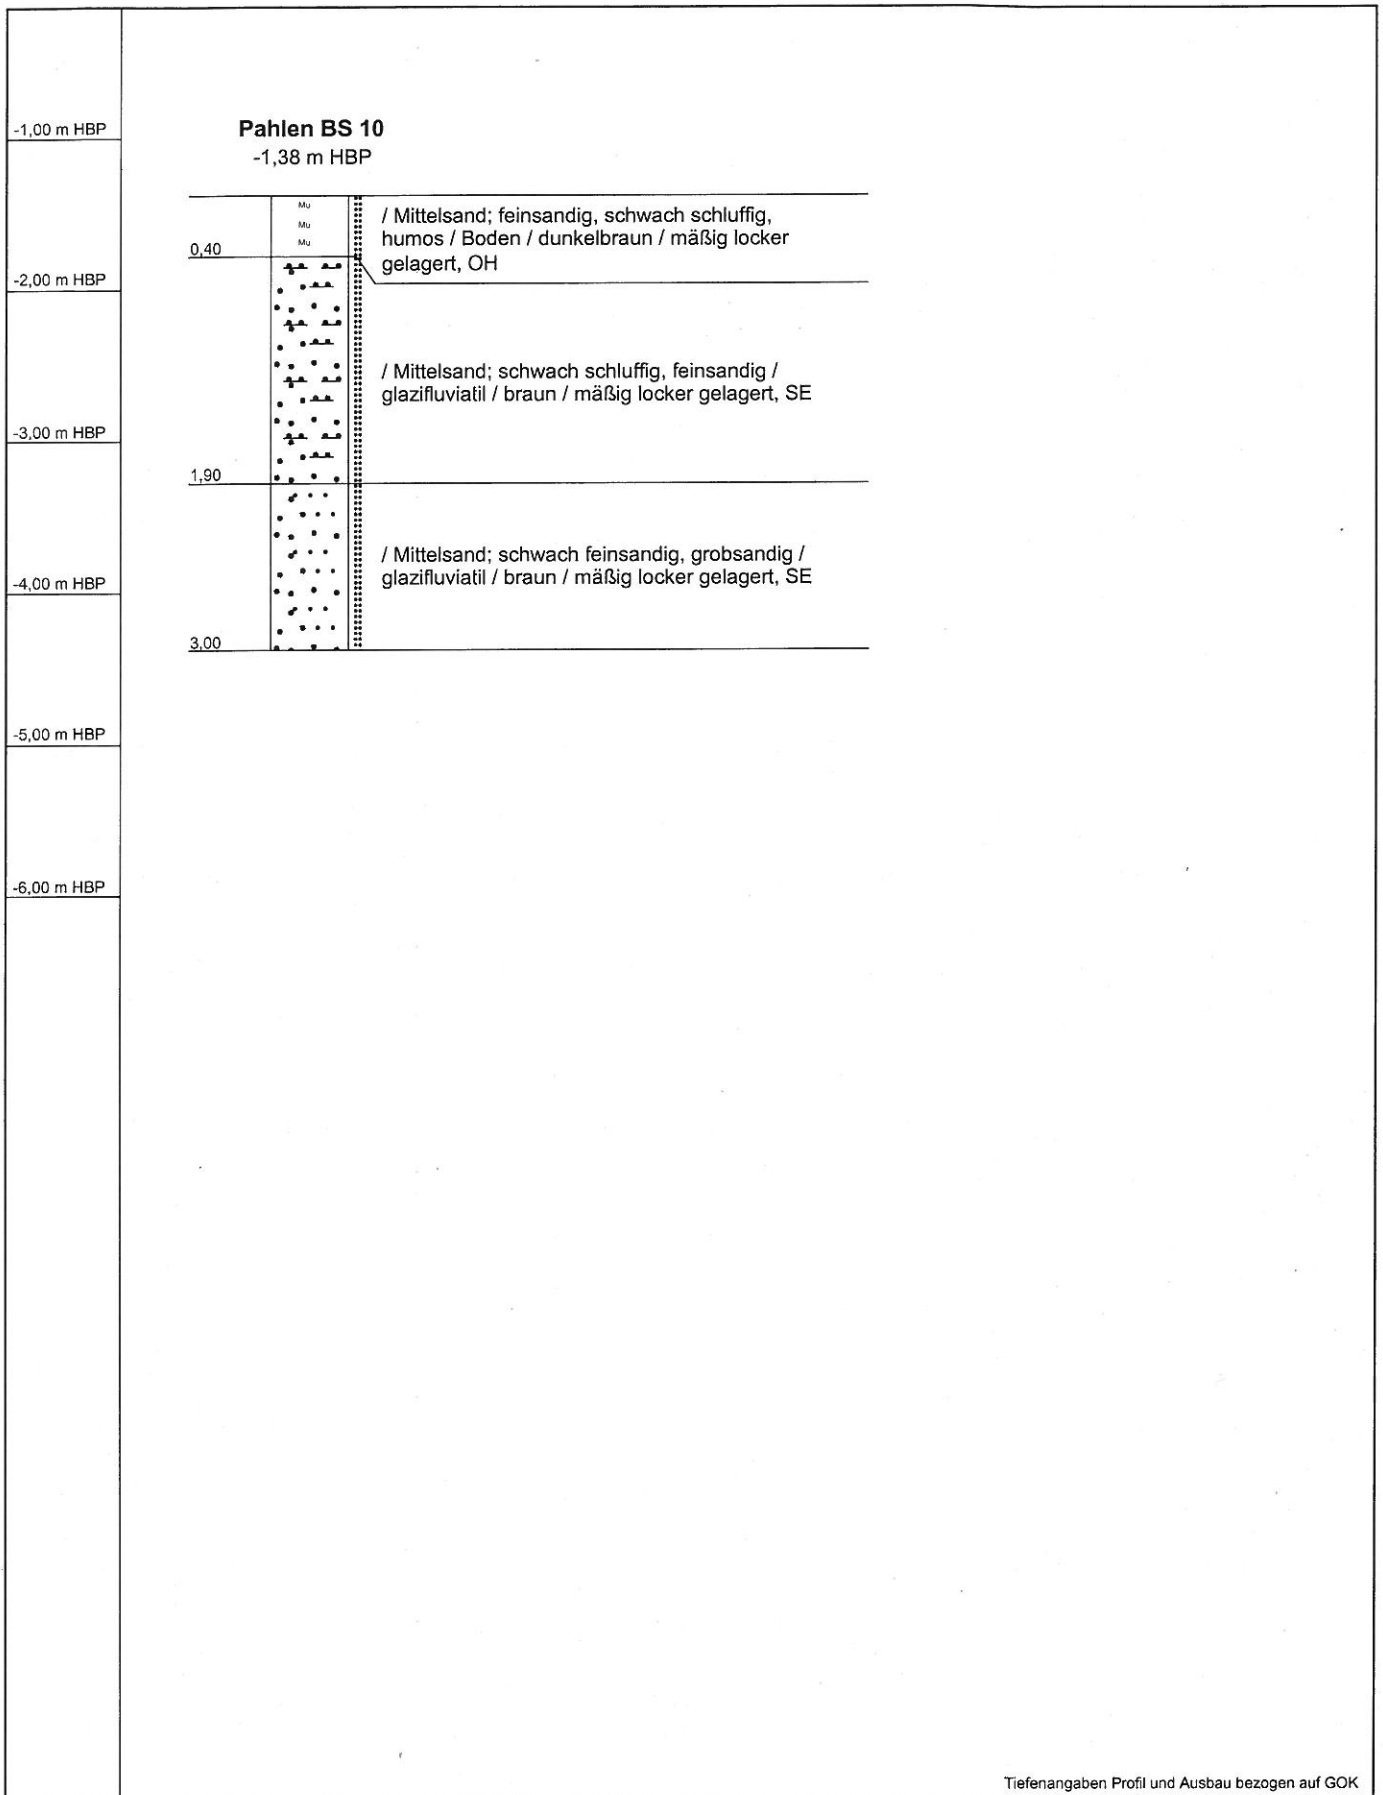 -1,00 m HBP
Pahlen BS 10
-1,38 m HBP
Mu
/ Mittelsand; feinsandig, schwach schluffig,
Mu
humos / Boden / dunkelbraun / mäßig locker
Mu
0,40
gelagert, OH
-2,00 m HBP
/ Mittelsand; schwach schluffig, feinsandig /
glazifluviatil / braun / mäßig locker gelagert, SE
-3,00 m HBP
1,90
/ Mittelsand; schwach feinsandig, grobsandig /
glazifluviatil / braun / mäßig locker gelagert, SE
-4,00 m HBP
3,00
-5,00 m HBP
-6,00 m HBP
Tiefenangaben Profil und Ausbau bezogen auf GOK